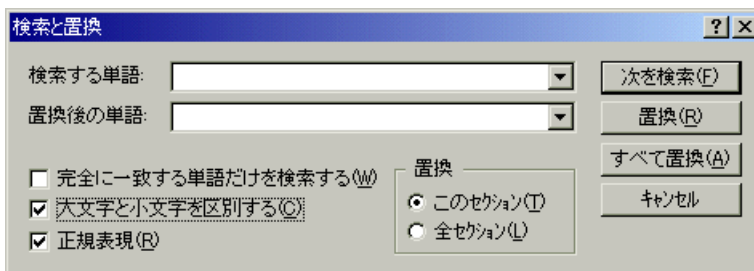 検索と置換
検索する単語:
次を検索(F)
置換後の単語:
置換(R)
すべて置換(A)
完全に一致する単語だけを検索する(W)
置換
大文字と小文字を区別する(C)
このセクション(T)
キャンセル
正規表現(R)
全セクション(L)